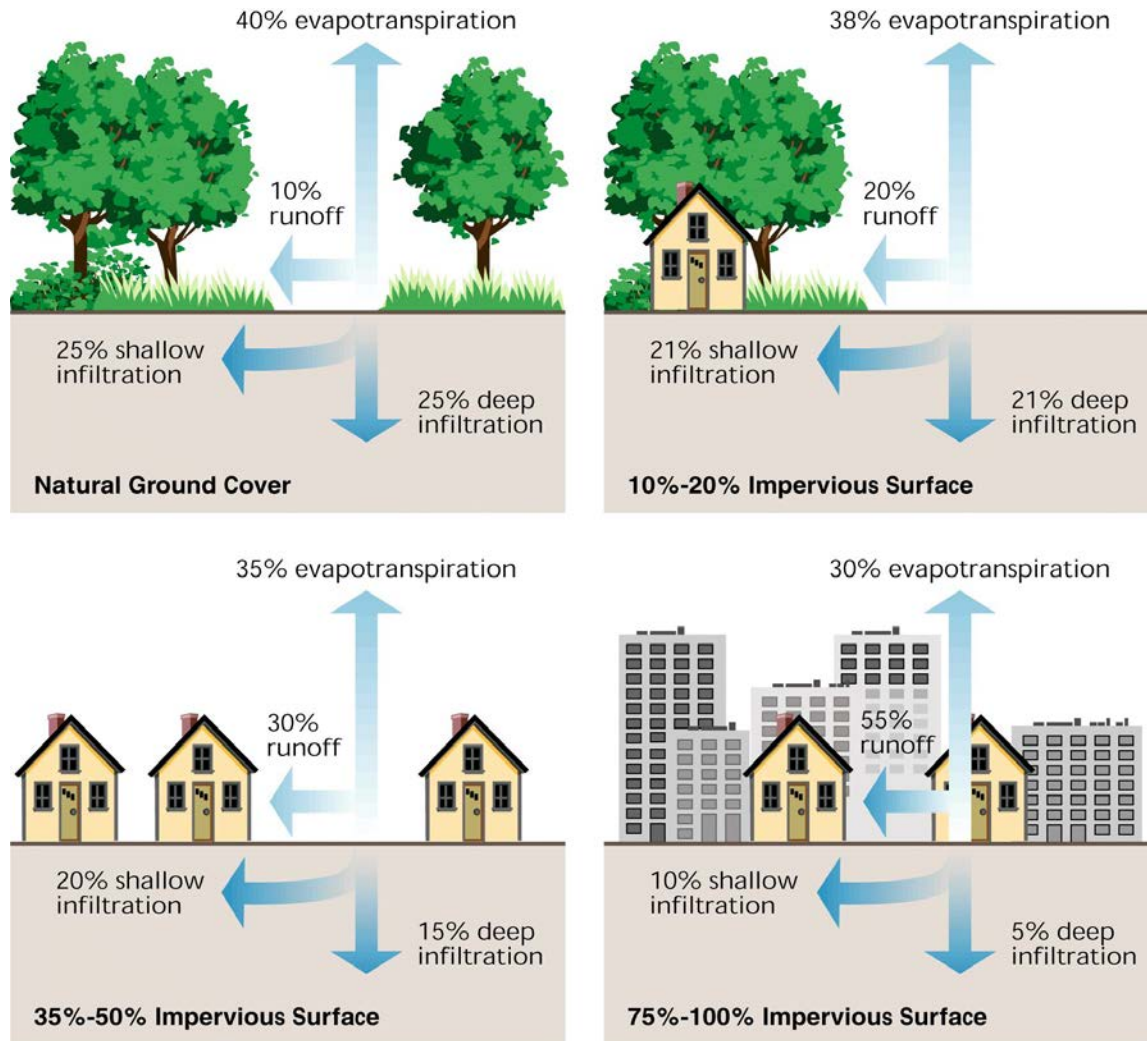 40% evapotranspiration
10%
runoff
25% shallow
infiltration
25% deep
infiltration
Natural Ground Cover
38% evapotranspiration
20%
runoff
21% shallow
infiltration
21% deep
infiltration
10%-20% Impervious Surface
35% evapotranspiration
30%
runoff
20% shallow
infiltration
15% deep
infiltration
35%-50% Impervious Surface
30% evapotranspiration
55%
runoff
10% shallow
infiltration
5% deep
infiltration
75%-100% Impervious Surface